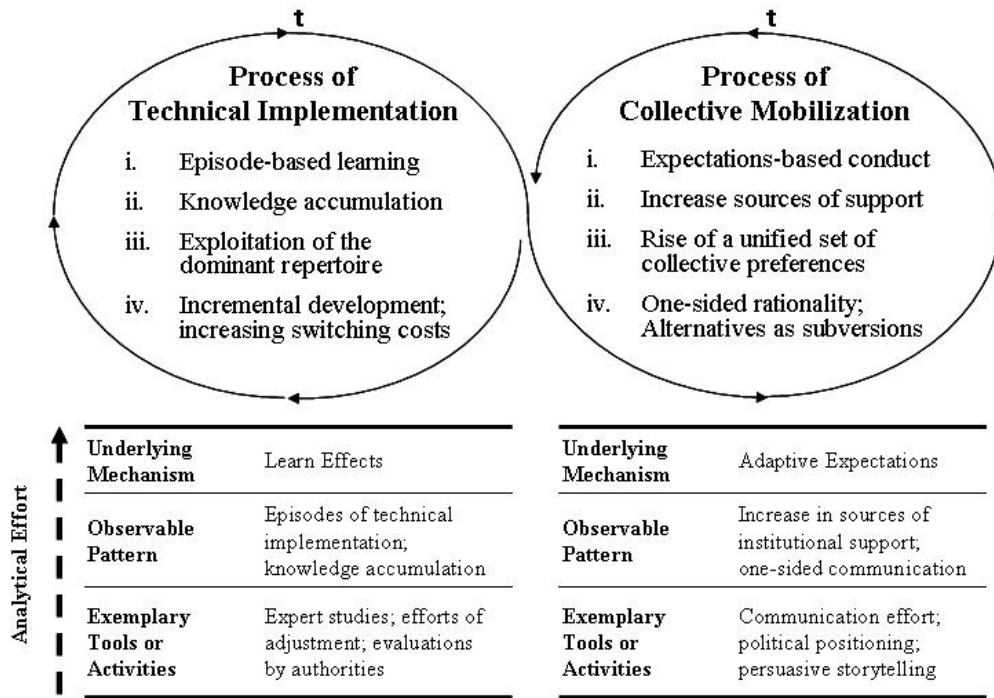 t
Process of
Technical Implementation
i. Episode-based learning
ii. Knowledge accumulation
iii. Exploitation of the
dominant repertoire
iv. Incremental development;
increasing switching costs
t
Process of
Collective Mobilization
i. Expectations-based conduct
ii. Increase sources of support
iii. Rise of a unified set of
collective preferences
iv. One-sided rationality;
Alternatives as subversions
Analytical Effort
Underlying
Mechanism
Learn Effects
Observable
Pattern
Episodes of technical
implementation;
knowledge accumulation
Exemplary
Tools or
Activities
Expert studies; efforts of
adjustment; evaluations
by authorities
Underlying
Mechanism
Adaptive Expectations
Observable
Pattern
Increase in sources of
institutional support;
one-sided communication
Exemplary
Tools or
Activities
Communication effort;
political positioning;
persuasive storytelling